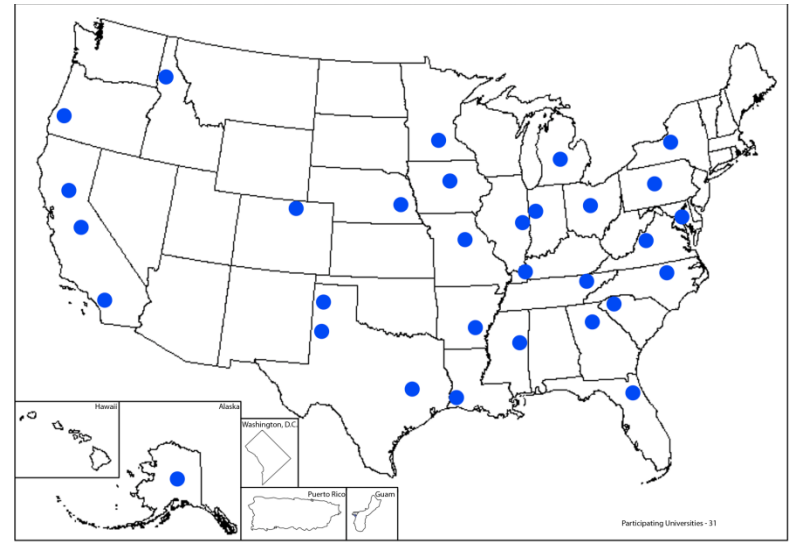 Hawaii
Alaska
Washington, D.C.
Puerto Rico
Guam
Participating Universities - 31